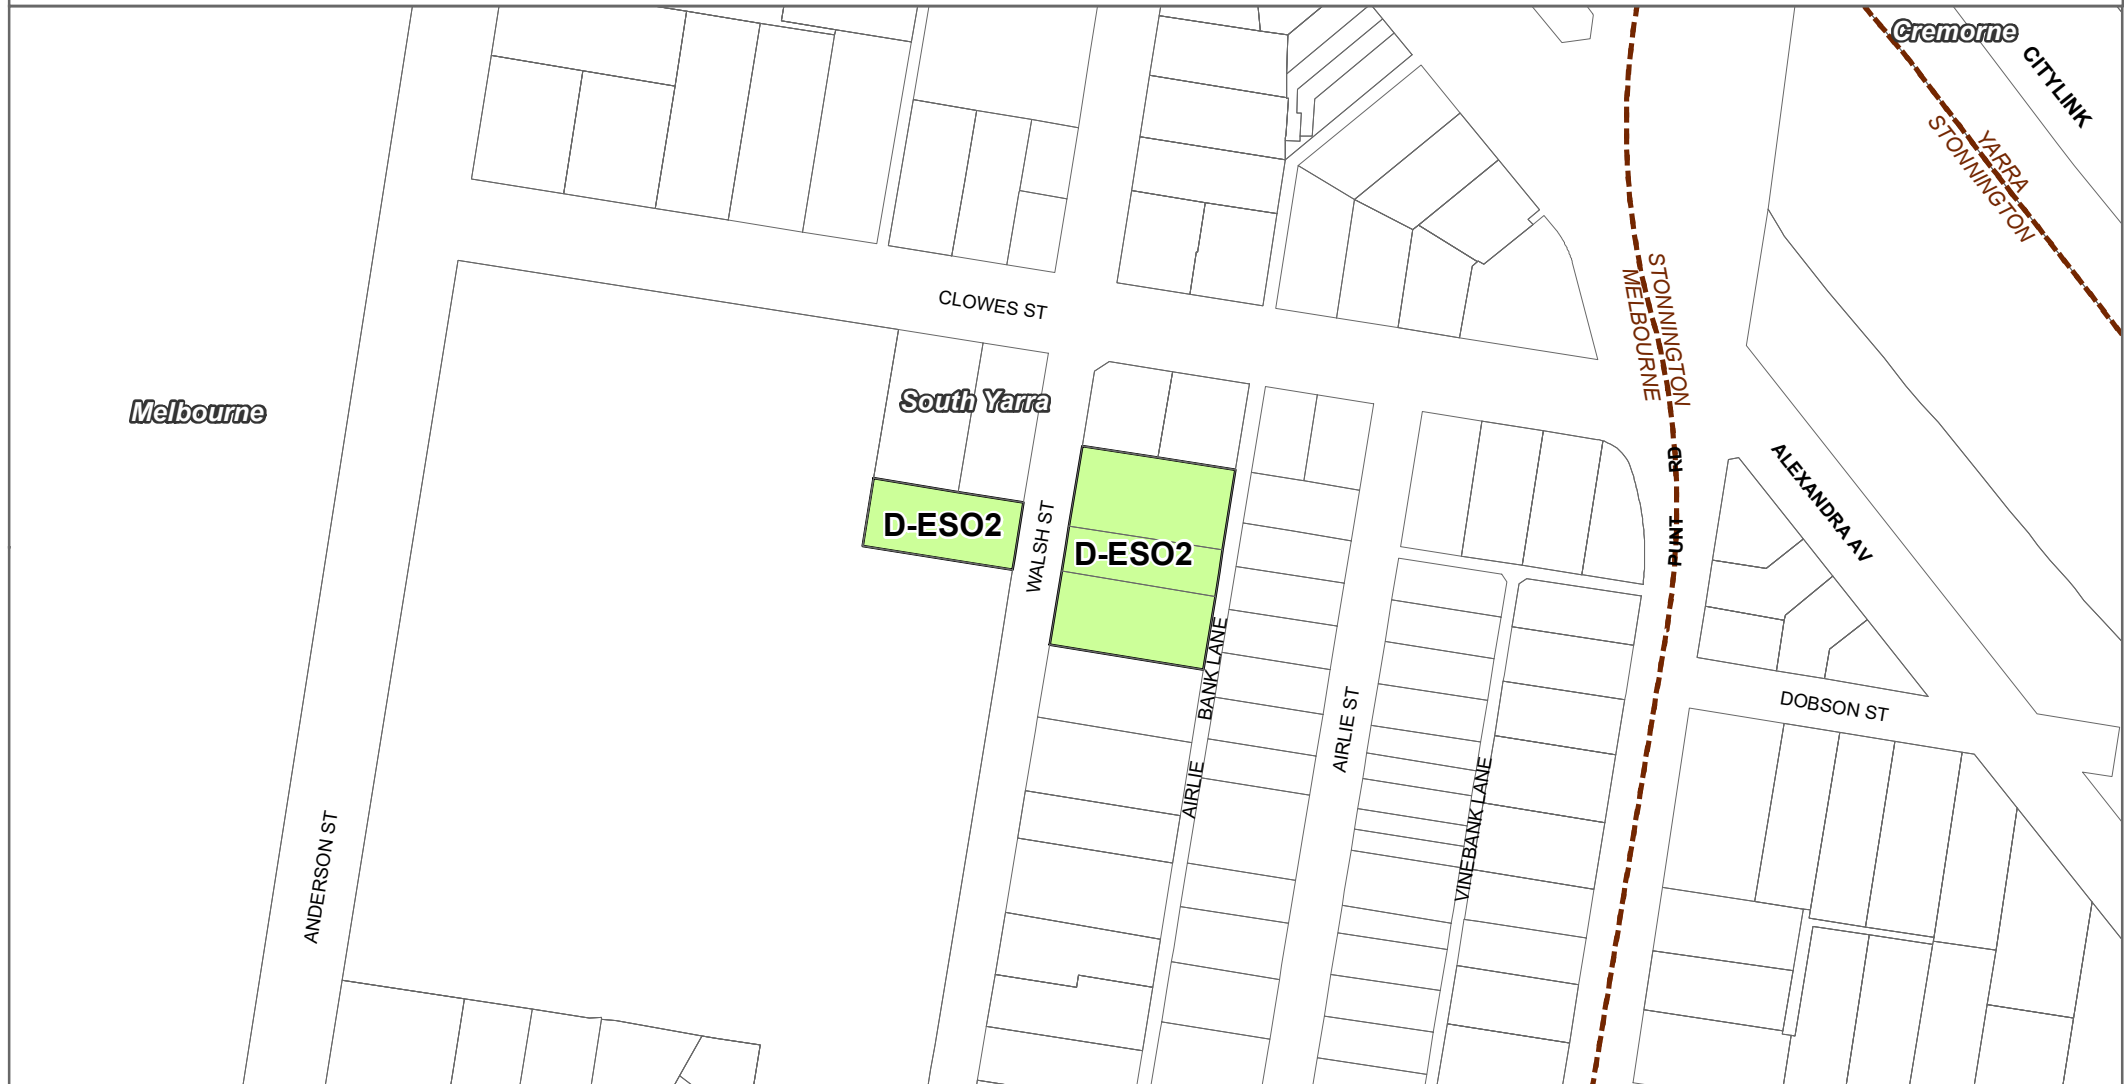 Cremorne
CITYLINK
YARRA
STONNINGTON
STONNINGTON
MELBOURNE
CLOWES ST
Melbourne
South Yarra
PUNT RD
ALEXANDRA AV
D-ESO2
WALSH ST
D-ESO2
AIRLIE BANK LANE
AIRLIE ST
DOBSON ST
VINEBANK LANE
ANDERSON ST